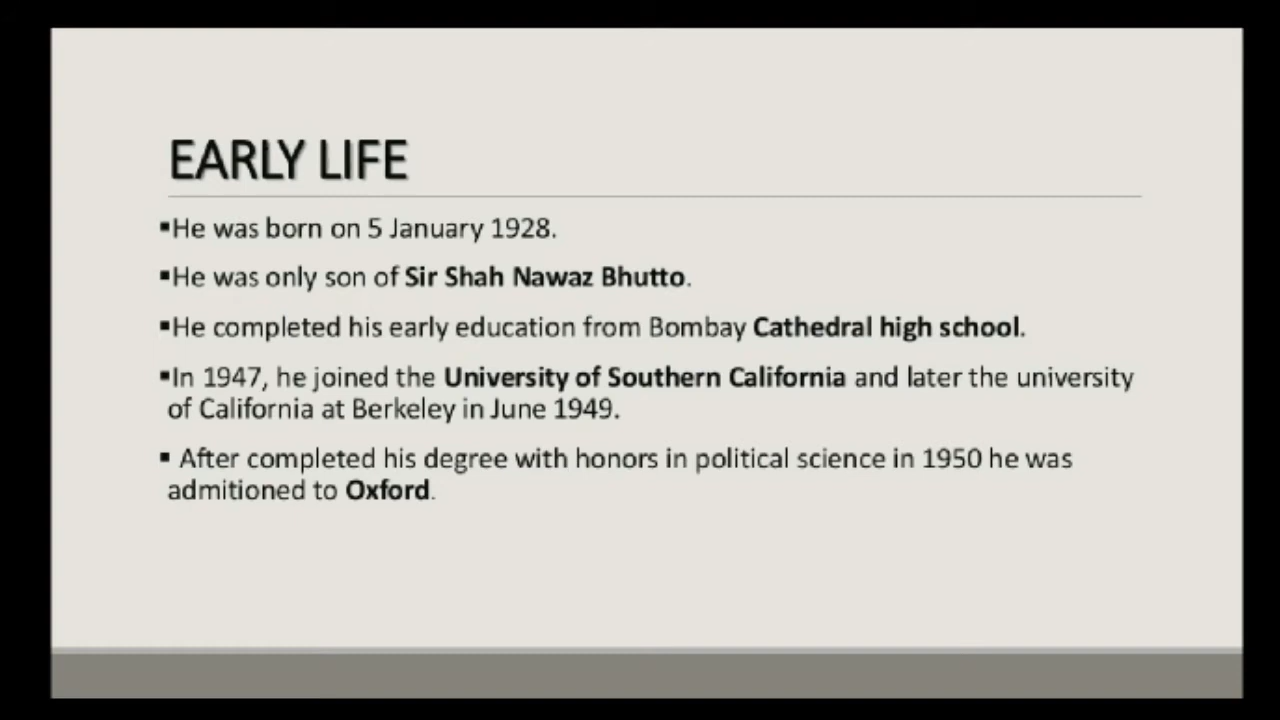 EARLY LIFE
▪He was born on 5 January 1928.
▪He was only son of Sir Shah Nawaz Bhutto.
▪He completed his early education from Bombay Cathedral high school.
▪In 1947, he joined the University of Southern California and later the university
of California at Berkeley in June 1949.
▪ After completed his degree with honors in political science in 1950 he was
admitioned to Oxford.